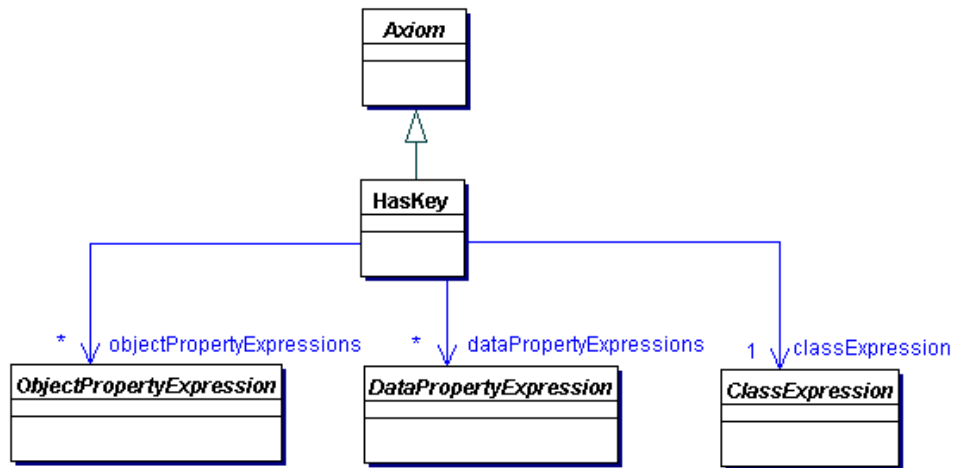 Axiom
HasKey
* objectPropertyExpressions
* dataPropertyExpressions
1 classExpression
ObjectPropertyExpression
DataPropertyExpression
ClassExpression